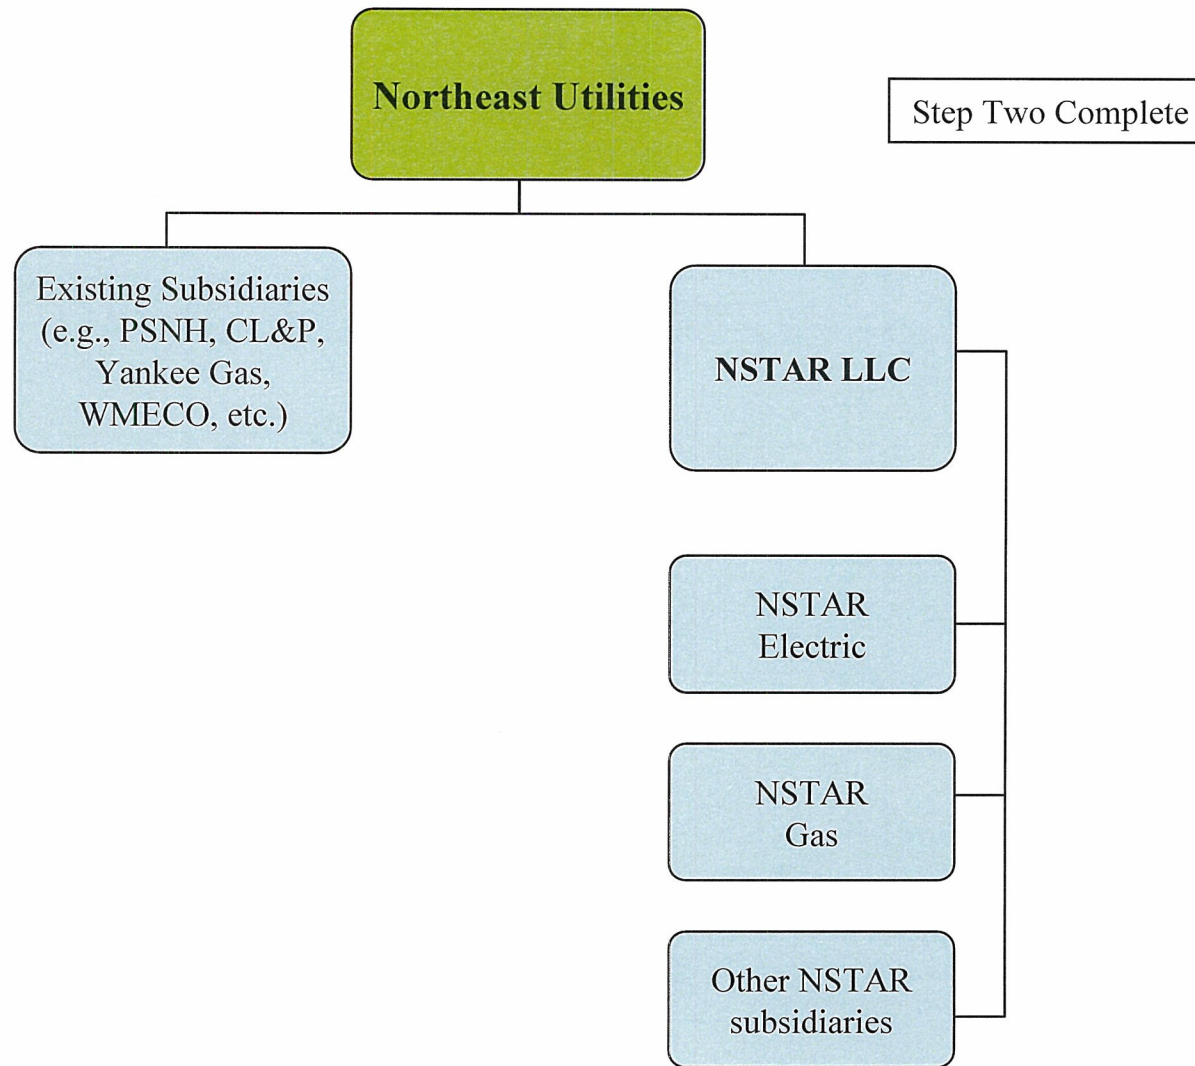 Northeast Utilities
Step Two Complete
Existing Subsidiaries
(e.g., PSNH, CL&P,
Yankee Gas,
WMECO, etc.)
NSTAR LLC
NSTAR
Electric
NSTAR
Gas
Other NSTAR
subsidiaries